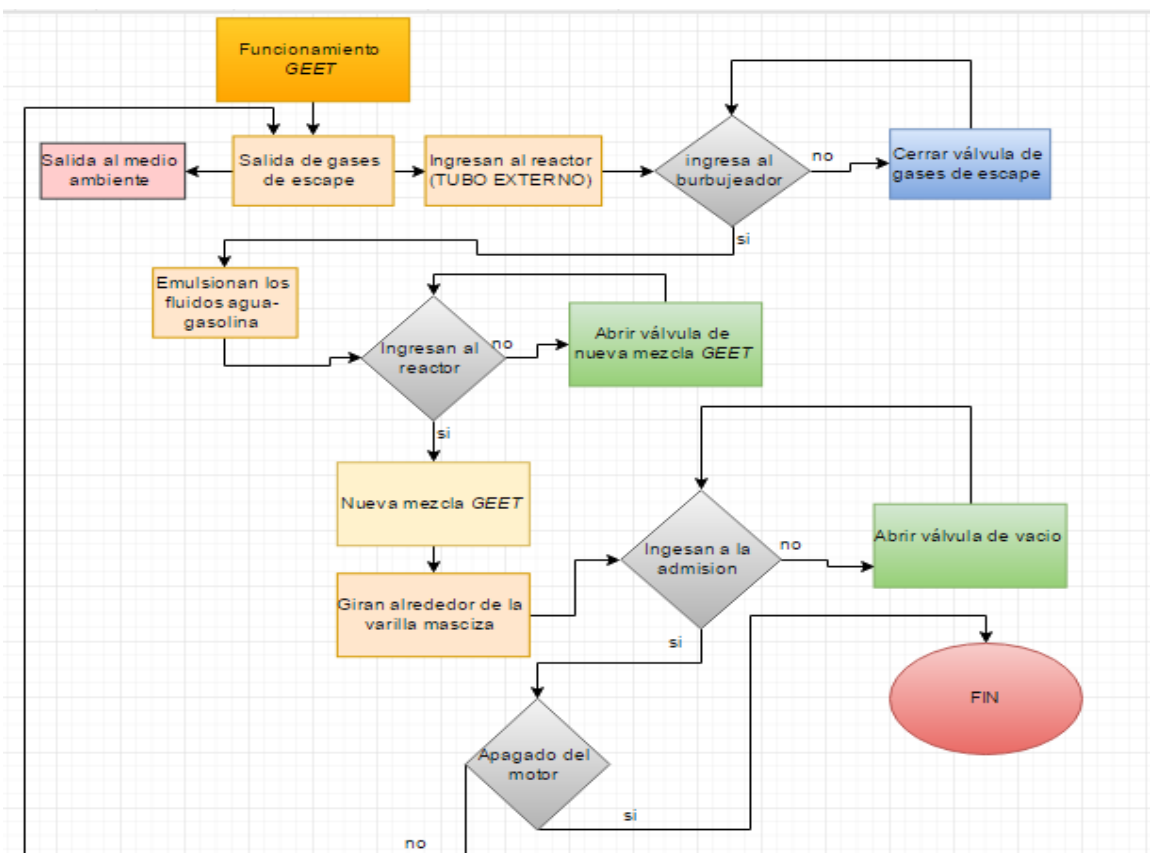 Funcionamiento
GEET
Salida al medio
ambiente
Salida de gases
de escape
Ingresan al reactor
(TUBO EXTERNO)
ingresa al
burbujeador
no
Cerrar válvula de
gases de escape
si
Emulsionan los
fluidos agua-
gasolina
Ingresan al
reactor
no
Abrir válvula de
nueva mezcla GEET
si
Nueva mezcla GEET
Giran alrededor de la
varilla masciza
Ingesan a la
admision
no
Abrir válvula de vacio
si
FIN
Apagado del
motor
si
no